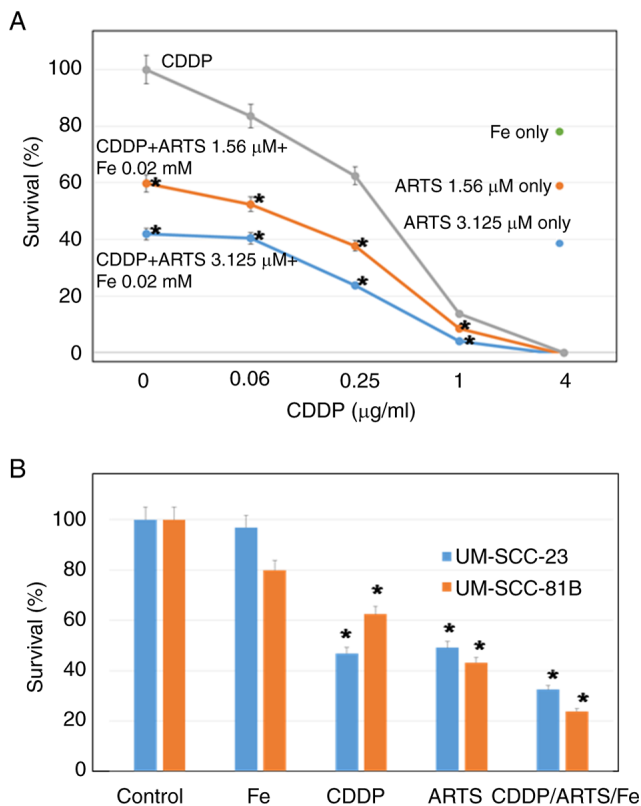 A
100
80
60
40
20
0
Survival (%)
CDDP
CDDP+ARTS 1.56 μM+
Fe 0.02 mM
CDDP+ARTS 3.125 μM+
Fe 0.02 mM
Fe only
ARTS 1.56 μM only
ARTS 3.125 μM only
* * * *
* * * *
0 0.06 0.25 1 4
CDDP (μg/ml)
B
100
80
60
40
20
0
Survival (%)
UM-SCC-23
UM-SCC-81B
* * * * * *
Control Fe CDDP ARTS CDDP/ARTS/Fe